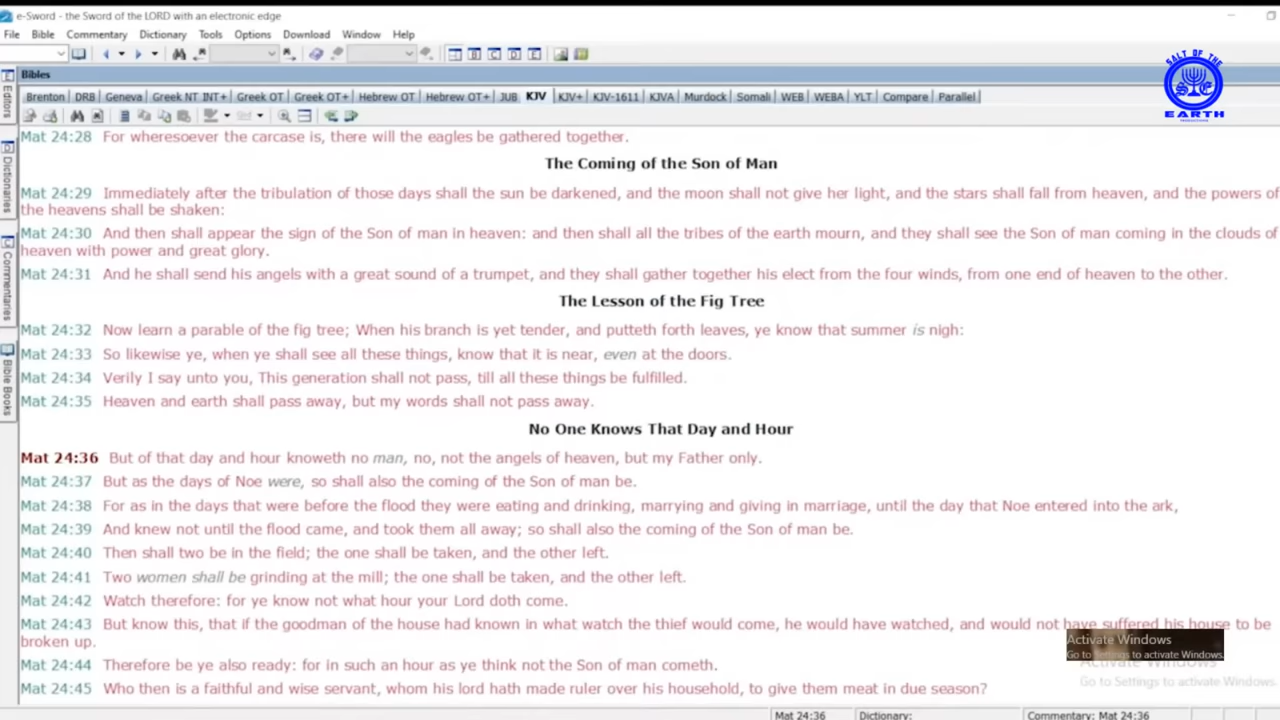 e-Sword - the Sword of the LORD with an electronic edge
File Bible Commentary Dictionary Tools Options Download Window Help
Bibles
Brenton DRB Geneva Greek NT INT+ Greek OT Greek OT+ Hebrew OT Hebrew OT+ JUB KJV KJV+ KJV-1611 KJVA Murdock Somali WEB WEBA YLT Compare Parallel
SALT OF THE
EARTH
Editors
Dictionaries
Commentaries
Bible Books
Mat 24:28 For wheresoever the carcase is, there will the eagles be gathered together.
The Coming of the Son of Man
Mat 24:29 Immediately after the tribulation of those days shall the sun be darkened, and the moon shall not give her light, and the stars shall fall from heaven, and the powers of
the heavens shall be shaken:
Mat 24:30 And then shall appear the sign of the Son of man in heaven: and then shall all the tribes of the earth mourn, and they shall see the Son of man coming in the clouds of
heaven with power and great glory.
Mat 24:31 And he shall send his angels with a great sound of a trumpet, and they shall gather together his elect from the four winds, from one end of heaven to the other.
The Lesson of the Fig Tree
Mat 24:32 Now learn a parable of the fig tree; When his branch is yet tender, and putteth forth leaves, ye know that summer is nigh:
Mat 24:33 So likewise ye, when ye shall see all these things, know that it is near, even at the doors.
Mat 24:34 Verily I say unto you, This generation shall not pass, till all these things be fulfilled.
Mat 24:35 Heaven and earth shall pass away, but my words shall not pass away.
No One Knows That Day and Hour
Mat 24:36 But of that day and hour knoweth no man, no, not the angels of heaven, but my Father only.
Mat 24:37 But as the days of Noe were, so shall also the coming of the Son of man be.
Mat 24:38 For as in the days that were before the flood they were eating and drinking, marrying and giving in marriage, until the day that Noe entered into the ark,
Mat 24:39 And knew not until the flood came, and took them all away; so shall also the coming of the Son of man be.
Mat 24:40 Then shall two be in the field; the one shall be taken, and the other left.
Mat 24:41 Two women shall be grinding at the mill; the one shall be taken, and the other left.
Mat 24:42 Watch therefore: for ye know not what hour your Lord doth come.
Mat 24:43 But know this, that if the goodman of the house had known in what watch the thief would come, he would have watched, and would not have suffered his house to be
broken up.
Mat 24:44 Therefore be ye also ready: for in such an hour as ye think not the Son of man cometh.
Mat 24:45 Who then is a faithful and wise servant, whom his lord hath made ruler over his household, to give them meat in due season?
Activate Windows
Go to Settings to activate Windows.
Activate Windows
Go to Settings to activate Windows.
Mat 24:36 Dictionary: Commentary: Mat 24:36